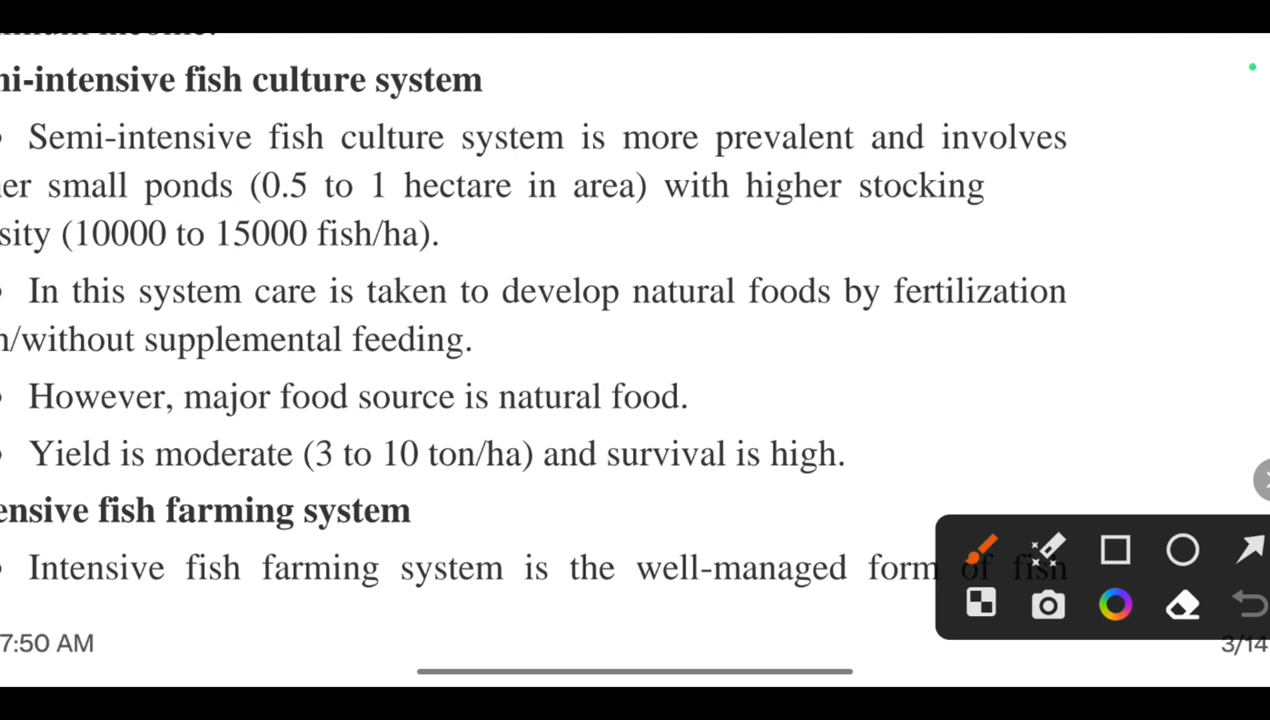 ni-intensive fish culture system
Semi-intensive fish culture system is more prevalent and involves
er small ponds (0.5 to 1 hectare in area) with higher stocking
sity (10000 to 15000 fish/ha).
In this system care is taken to develop natural foods by fertilization
/without supplemental feeding.
However, major food source is natural food.
Yield is moderate (3 to 10 ton/ha) and survival is high.
ensive fish farming system
Intensive fish farming system is the well-managed form of fish
7:50 AM
3/14